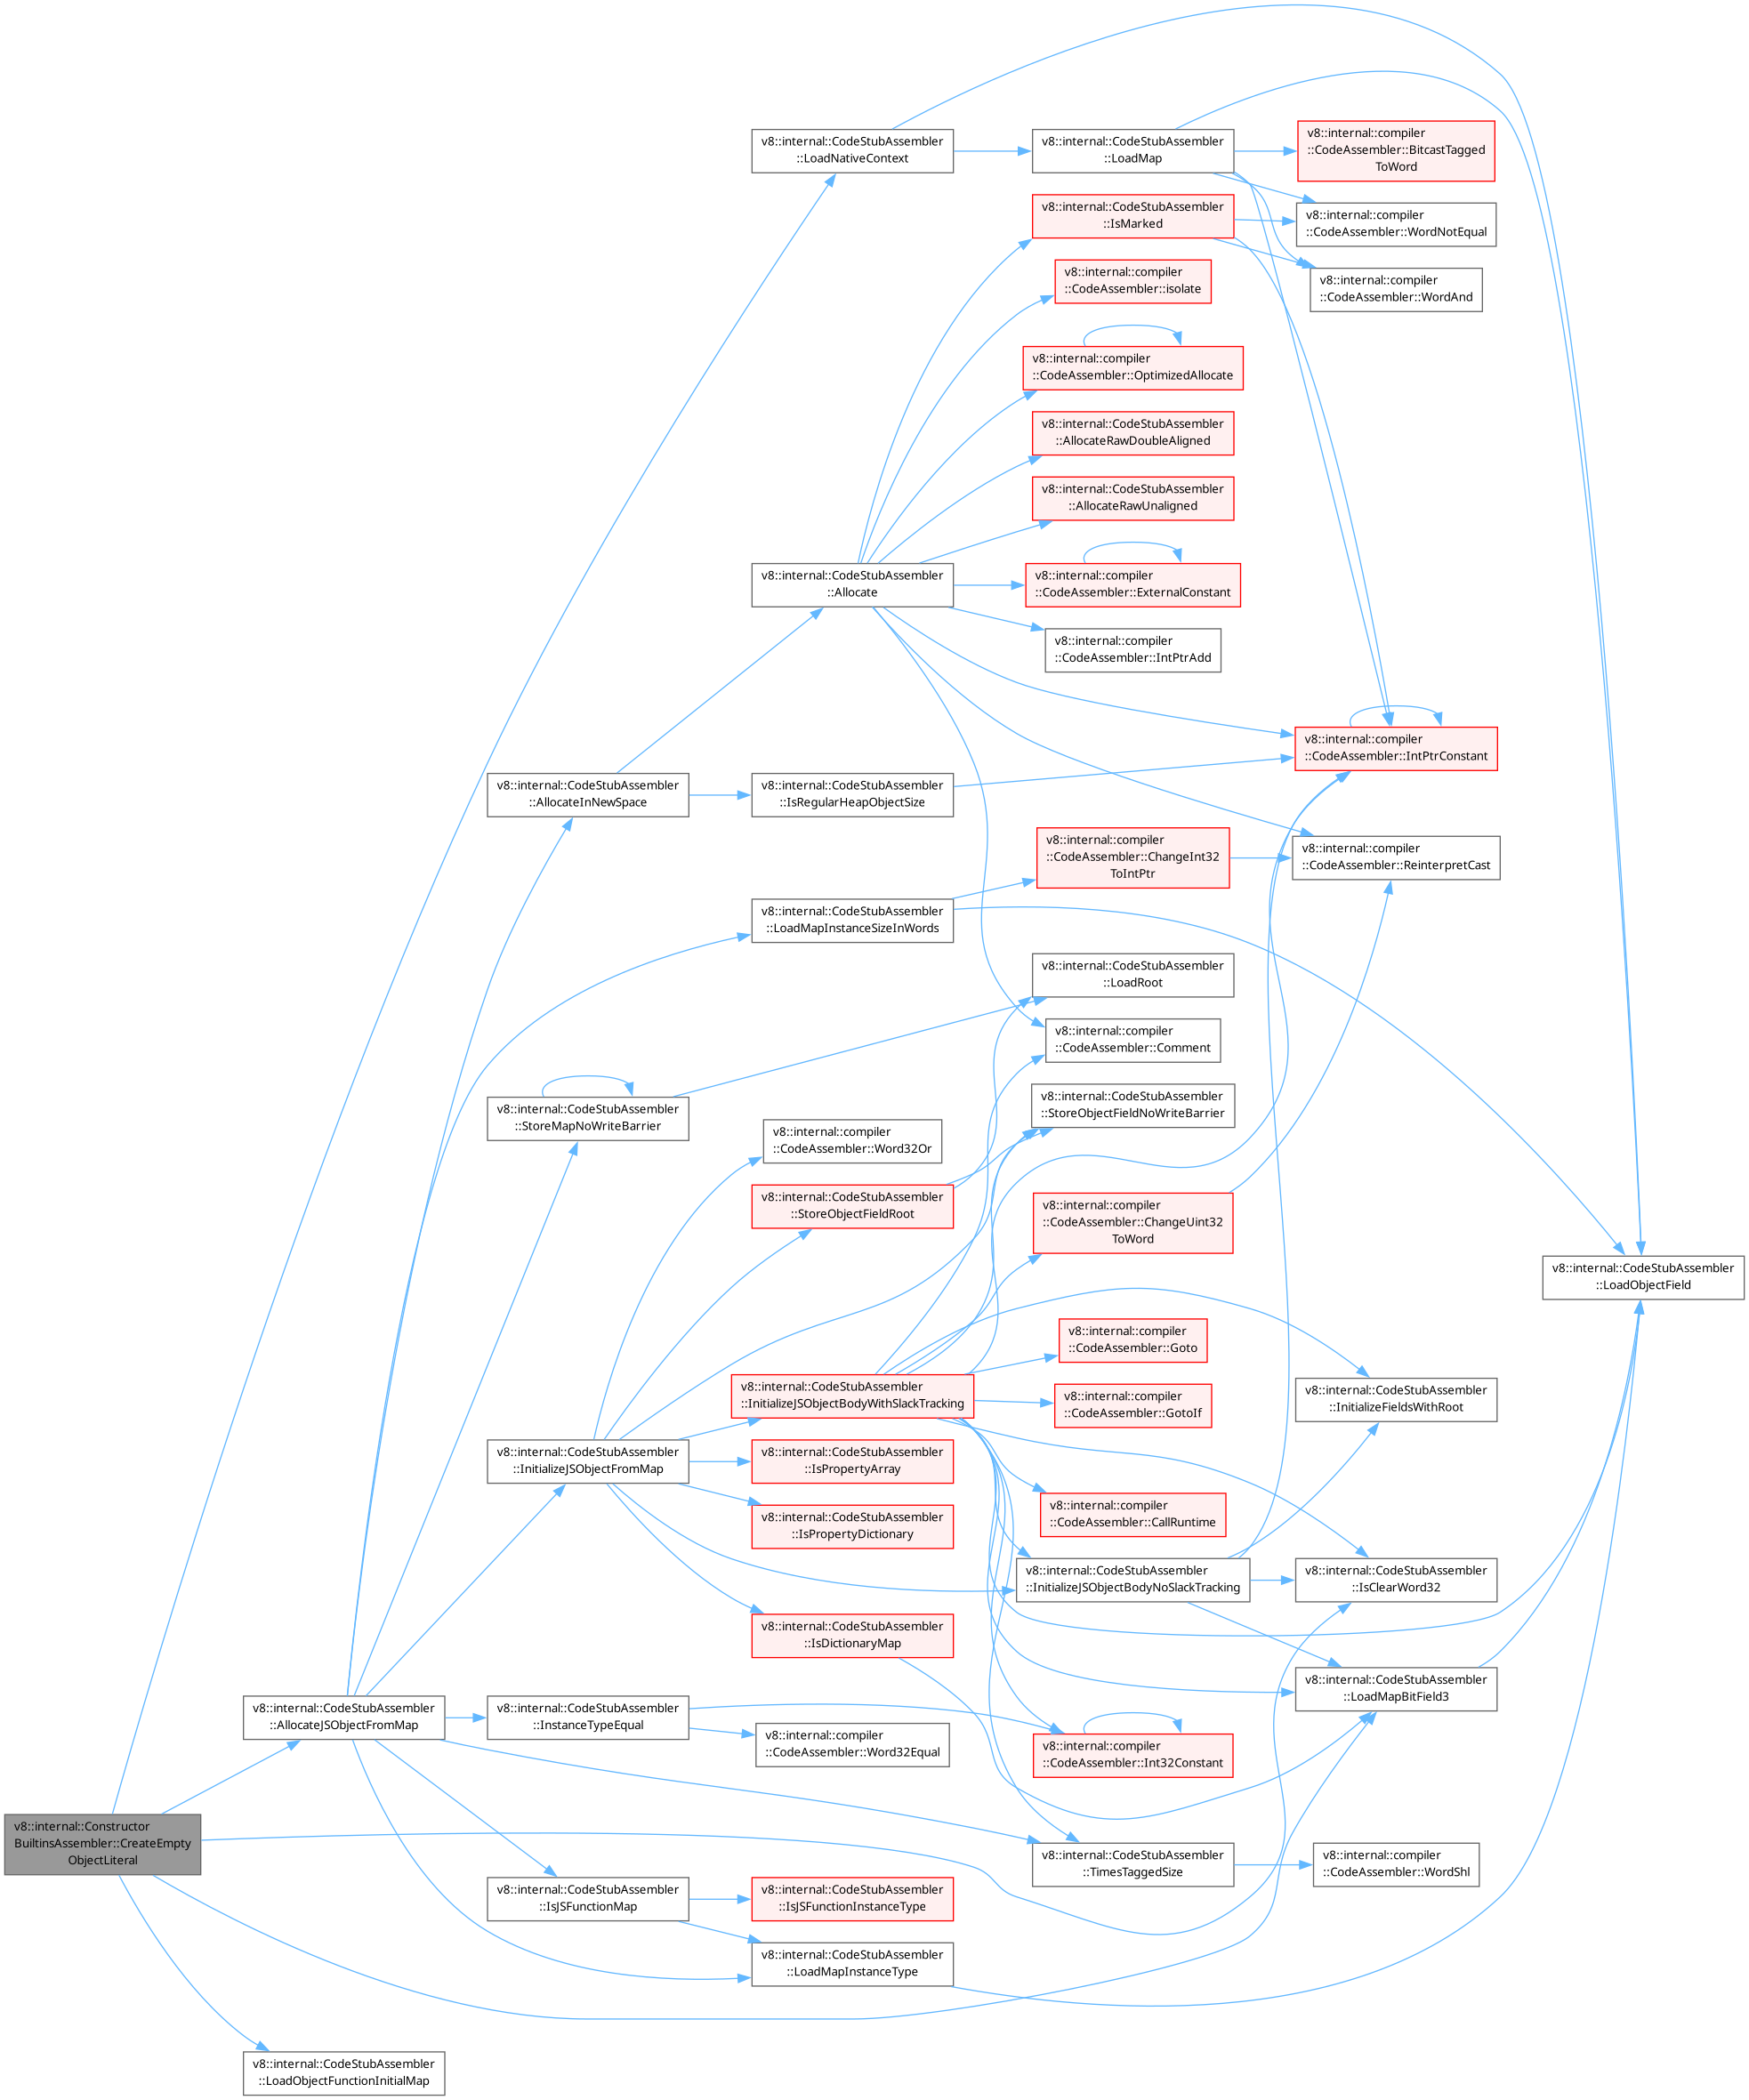 v8::internal::CodeStubAssembler
::LoadNativeContext
v8::internal::CodeStubAssembler
::LoadMap
v8::internal::compiler
::CodeAssembler::BitcastTagged
ToWord
v8::internal::CodeStubAssembler
::IsMarked
v8::internal::compiler
::CodeAssembler::WordNotEqual
v8::internal::compiler
::CodeAssembler::isolate
v8::internal::compiler
::CodeAssembler::WordAnd
v8::internal::compiler
::CodeAssembler::OptimizedAllocate
v8::internal::CodeStubAssembler
::AllocateRawDoubleAligned
v8::internal::CodeStubAssembler
::AllocateRawUnaligned
v8::internal::CodeStubAssembler
::Allocate
v8::internal::compiler
::CodeAssembler::ExternalConstant
v8::internal::compiler
::CodeAssembler::IntPtrAdd
v8::internal::compiler
::CodeAssembler::IntPtrConstant
v8::internal::CodeStubAssembler
::AllocateInNewSpace
v8::internal::CodeStubAssembler
::IsRegularHeapObjectSize
v8::internal::compiler
::CodeAssembler::ChangeInt32
ToIntPtr
v8::internal::compiler
::CodeAssembler::ReinterpretCast
v8::internal::CodeStubAssembler
::LoadMapInstanceSizeInWords
v8::internal::CodeStubAssembler
::LoadRoot
v8::internal::compiler
::CodeAssembler::Comment
v8::internal::CodeStubAssembler
::StoreMapNoWriteBarrier
v8::internal::CodeStubAssembler
::StoreObjectFieldNoWriteBarrier
v8::internal::compiler
::CodeAssembler::Word32Or
v8::internal::CodeStubAssembler
::StoreObjectFieldRoot
v8::internal::compiler
::CodeAssembler::ChangeUint32
ToWord
v8::internal::CodeStubAssembler
::LoadObjectField
v8::internal::compiler
::CodeAssembler::Goto
v8::internal::CodeStubAssembler
::InitializeJSObjectBodyWithSlackTracking
v8::internal::compiler
::CodeAssembler::GotoIf
v8::internal::CodeStubAssembler
::InitializeFieldsWithRoot
v8::internal::CodeStubAssembler
::InitializeJSObjectFromMap
v8::internal::CodeStubAssembler
::IsPropertyArray
v8::internal::CodeStubAssembler
::IsPropertyDictionary
v8::internal::compiler
::CodeAssembler::CallRuntime
v8::internal::CodeStubAssembler
::InitializeJSObjectBodyNoSlackTracking
v8::internal::CodeStubAssembler
::IsClearWord32
v8::internal::CodeStubAssembler
::IsDictionaryMap
v8::internal::CodeStubAssembler
::LoadMapBitField3
v8::internal::CodeStubAssembler
::AllocateJSObjectFromMap
v8::internal::CodeStubAssembler
::InstanceTypeEqual
v8::internal::compiler
::CodeAssembler::Word32Equal
v8::internal::compiler
::CodeAssembler::Int32Constant
v8::internal::Constructor
BuiltinsAssembler::CreateEmpty
ObjectLiteral
v8::internal::CodeStubAssembler
::TimesTaggedSize
v8::internal::compiler
::CodeAssembler::WordShl
v8::internal::CodeStubAssembler
::IsJSFunctionMap
v8::internal::CodeStubAssembler
::IsJSFunctionInstanceType
v8::internal::CodeStubAssembler
::LoadMapInstanceType
v8::internal::CodeStubAssembler
::LoadObjectFunctionInitialMap